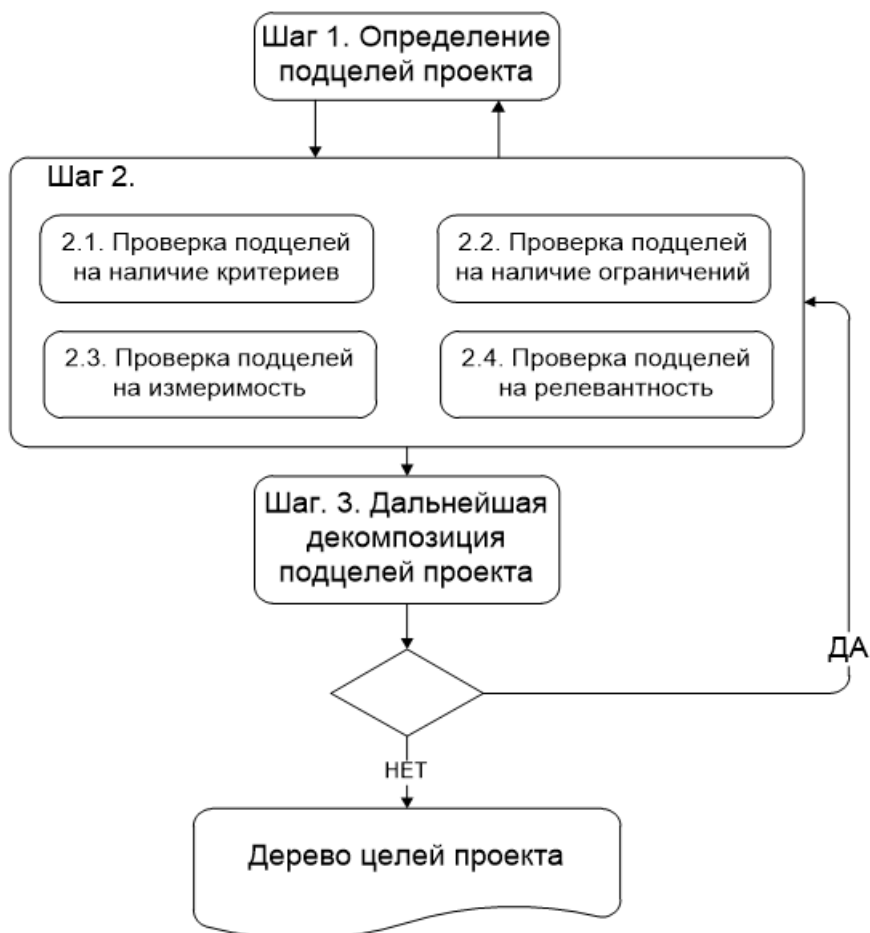 Шаг 1. Определение
подцелей проекта
Шаг 2.
2.1. Проверка подцелей
на наличие критериев
2.2. Проверка подцелей
на наличие ограничений
2.3. Проверка подцелей
на измеримость
2.4. Проверка подцелей
на релевантность
Шаг. 3. Дальнейшая
декомпозиция
подцелей проекта
ДА
НЕТ
Дерево целей проекта